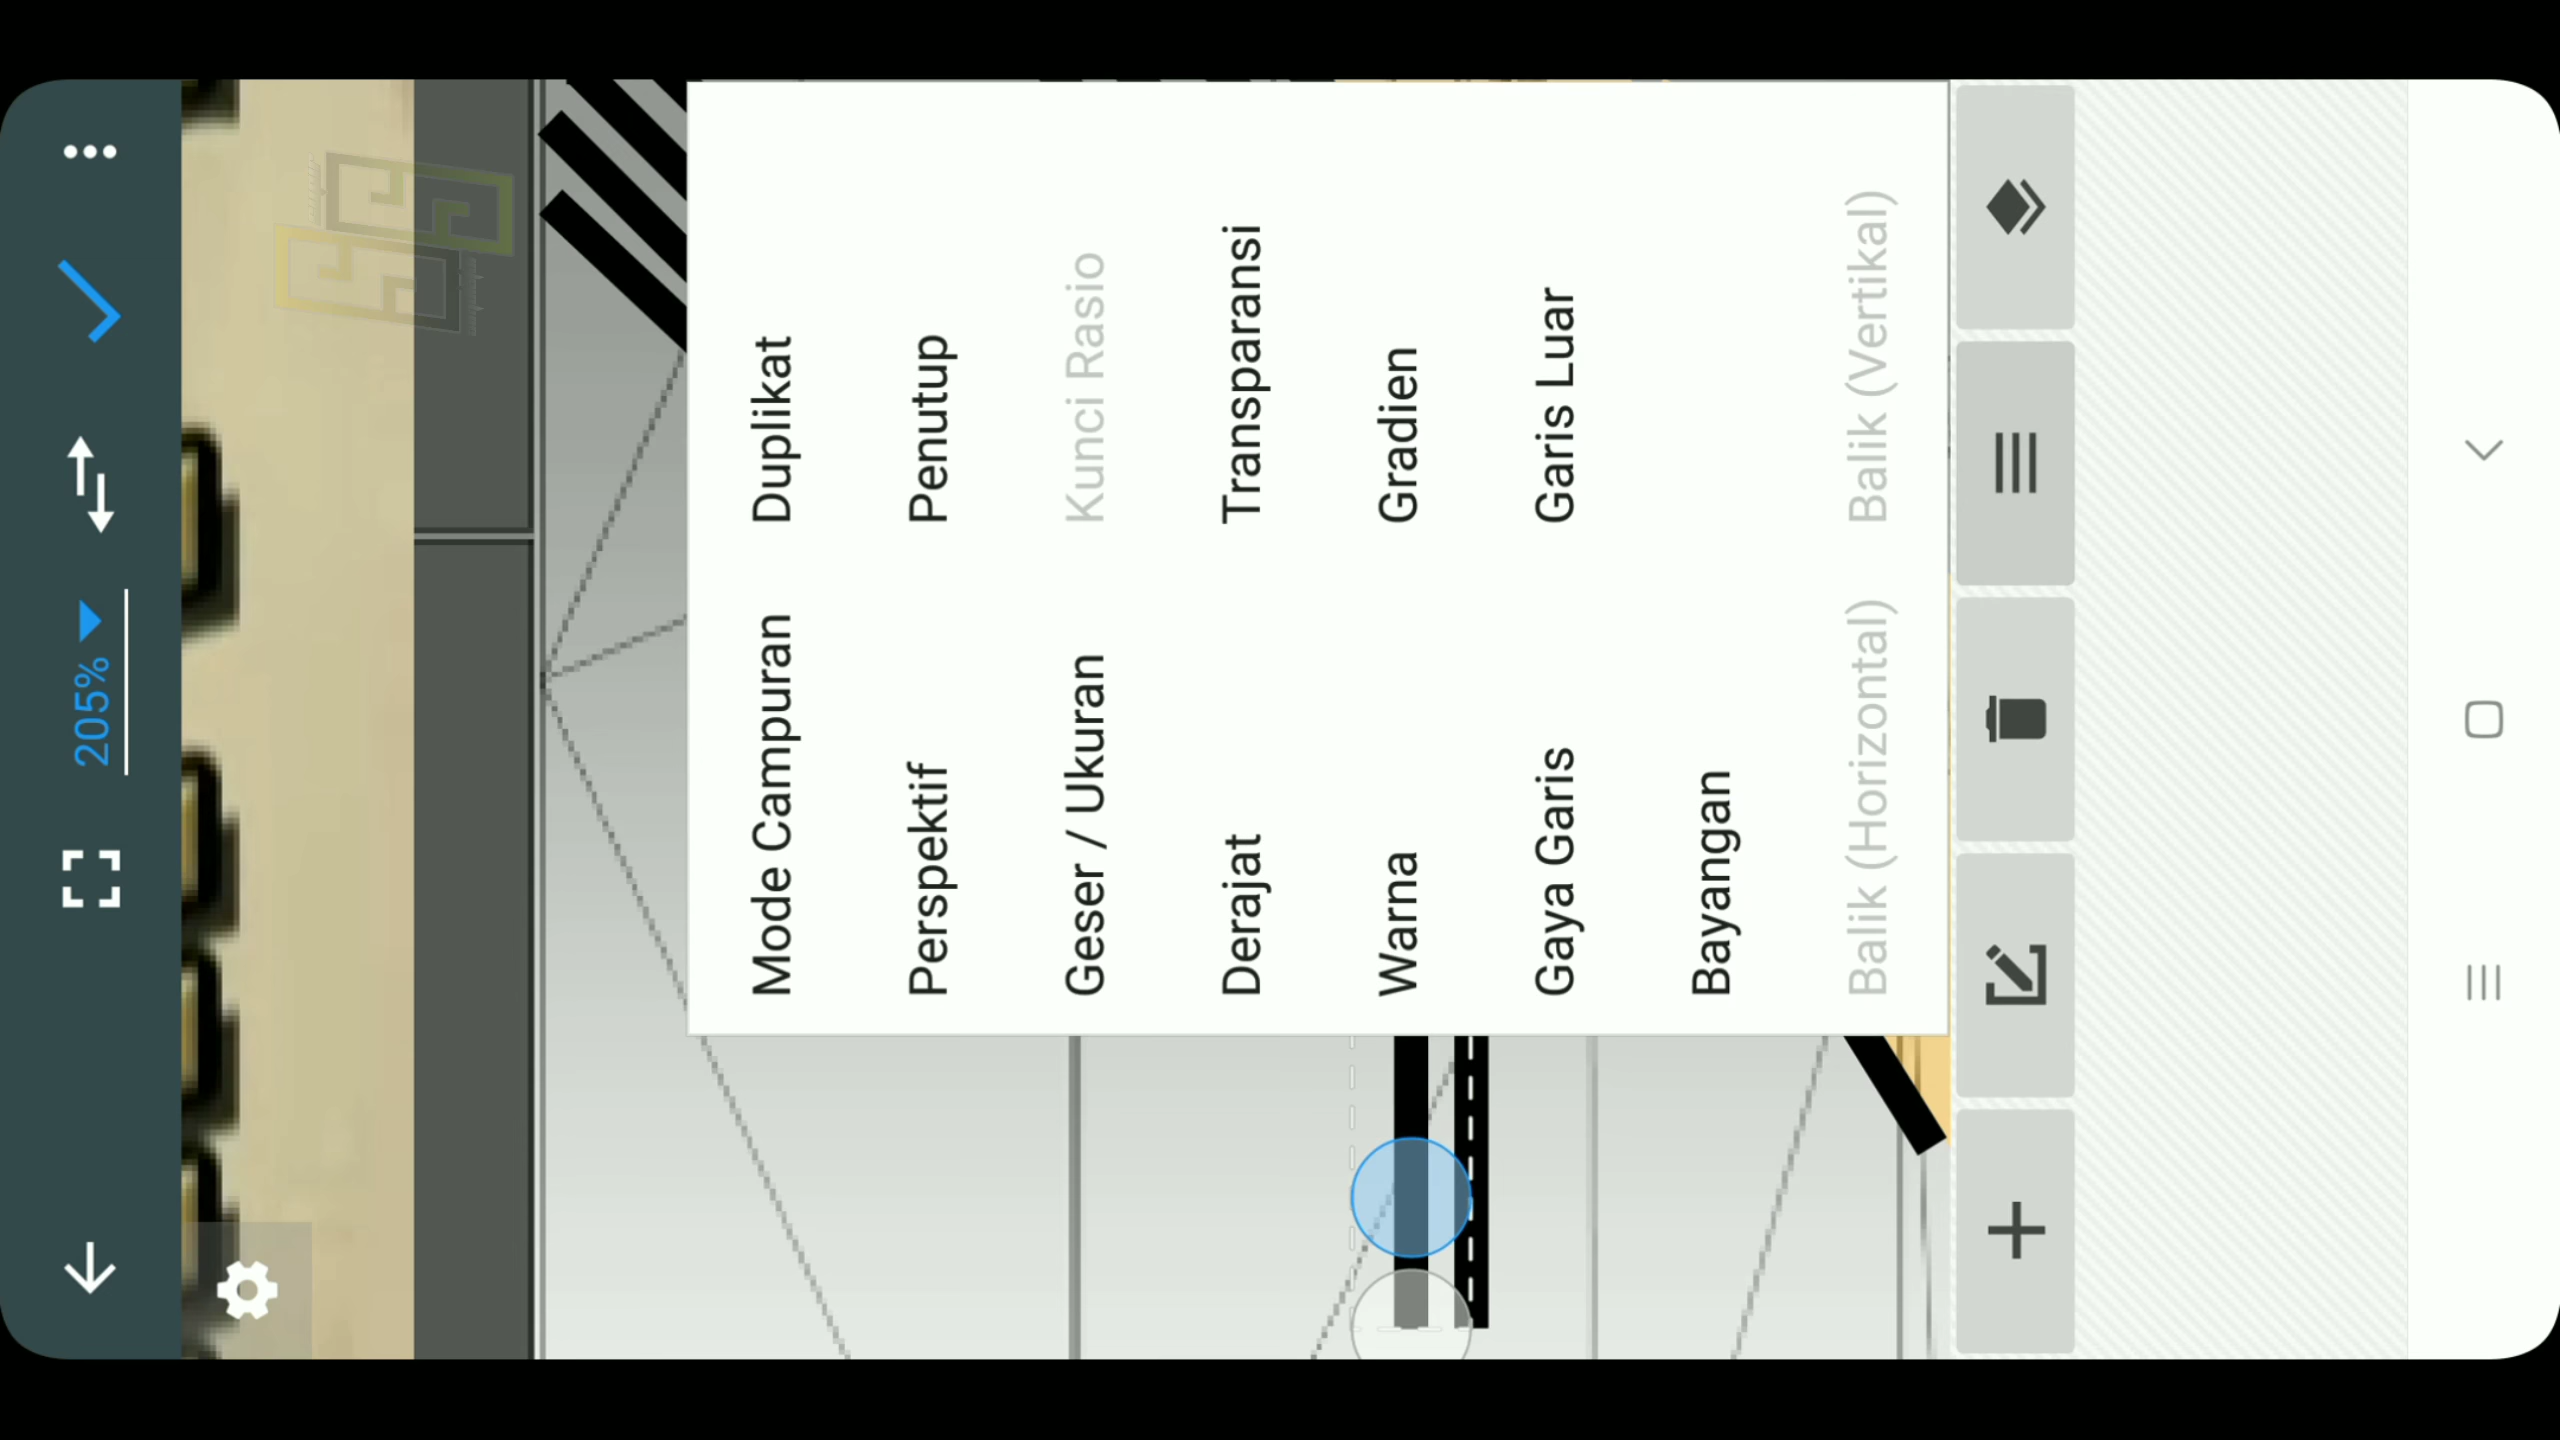 205%
Mode Campuran Duplikat
Perspektif Penutup
Geser / Ukuran Kunci Rasio
Derajat Transparansi
Warna Gradien
Gaya Garis Garis Luar
Bayangan
Balik (Horizontal) Balik (Vertikal)